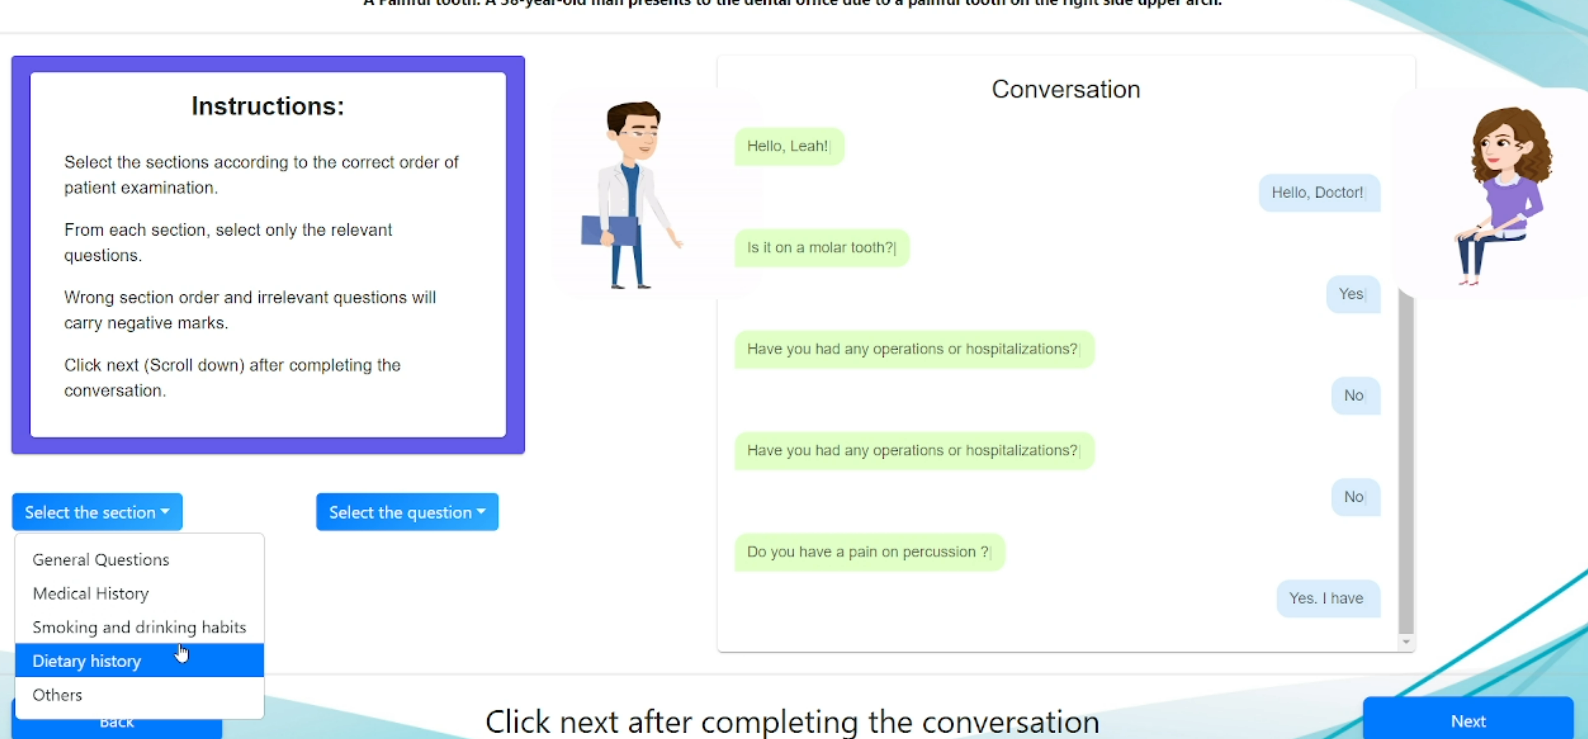 A Painful tooth: A 58-year-old man presents to the dental office due to a painful tooth on the right side upper arch.
Instructions:
Select the sections according to the correct order of
patient examination.
From each section, select only the relevant
questions.
Wrong section order and irrelevant questions will
carry negative marks.
Click next (Scroll down) after completing the
conversation.
Select the section
Select the question
General Questions
Medical History
Smoking and drinking habits
Dietary history
Others
Back
Conversation
Hello, Leah!
Hello, Doctor!
Is it on a molar tooth?
Yes
Have you had any operations or hospitalizations?
No
Have you had any operations or hospitalizations?
No
Do you have a pain on percussion ?
Yes. I have
Click next after completing the conversation
Next